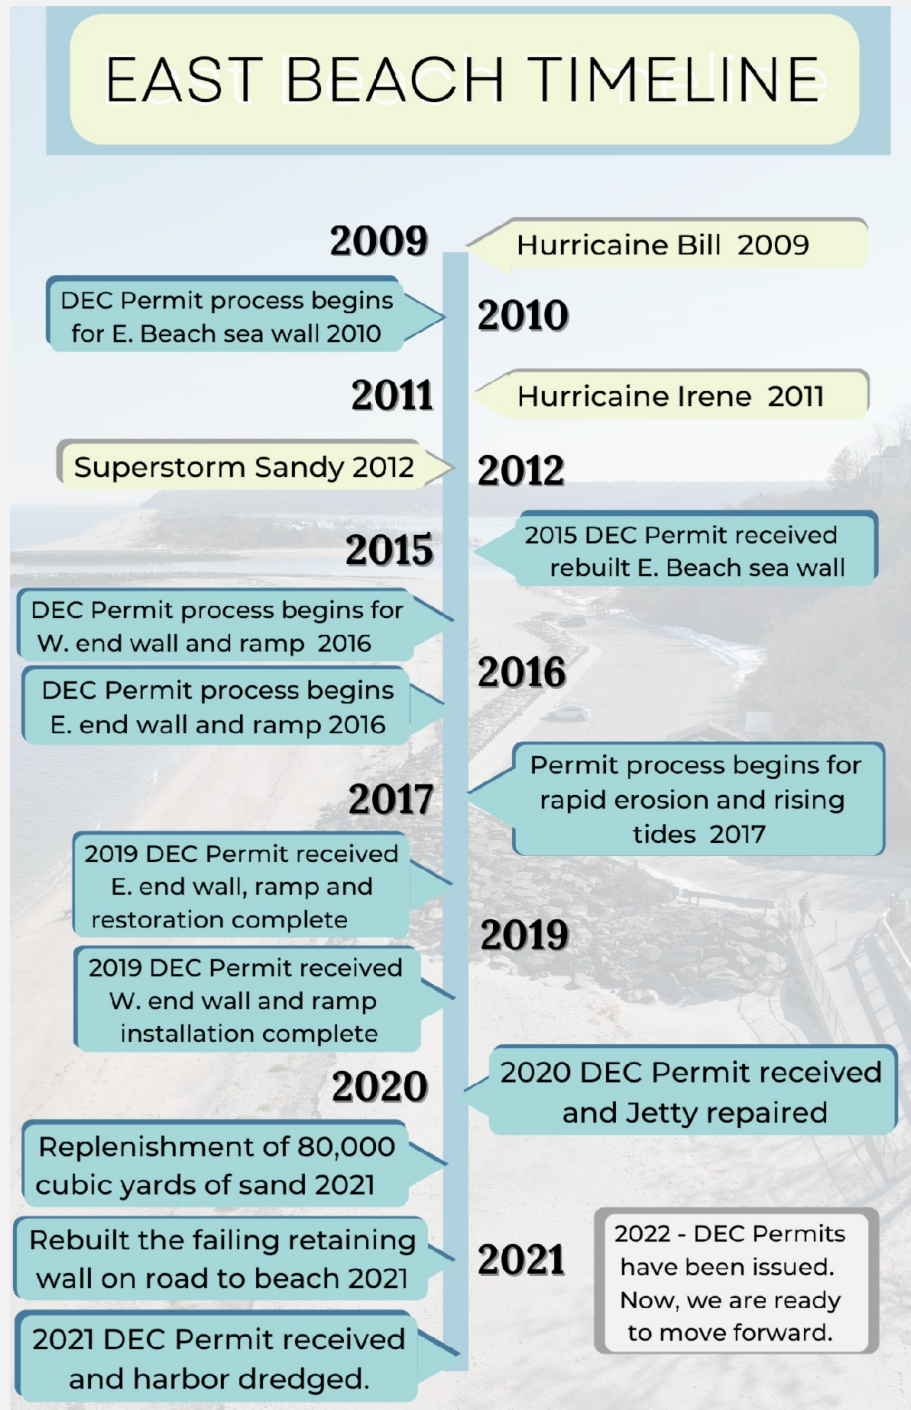 EAST BEACH TIMELINE
2009
Hurricaine Bill 2009
DEC Permit process begins
for E. Beach sea wall 2010
2010
2011
Hurricaine Irene 2011
Superstorm Sandy 2012
2012
2015
2015 DEC Permit received
rebuilt E. Beach sea wall
DEC Permit process begins for
W. end wall and ramp 2016
2016
DEC Permit process begins
E. end wall and ramp 2016
2017
Permit process begins for
rapid erosion and rising
tides 2017
2019 DEC Permit received
E. end wall, ramp and
restoration complete
2019
2019 DEC Permit received
W. end wall and ramp
installation complete
2020
2020 DEC Permit received
and Jetty repaired
Replenishment of 80,000
cubic yards of sand 2021
Rebuilt the failing retaining
wall on road to beach 2021
2021
2021 DEC Permit received
and harbor dredged.
2022 - DEC Permits
have been issued.
Now, we are ready
to move forward.